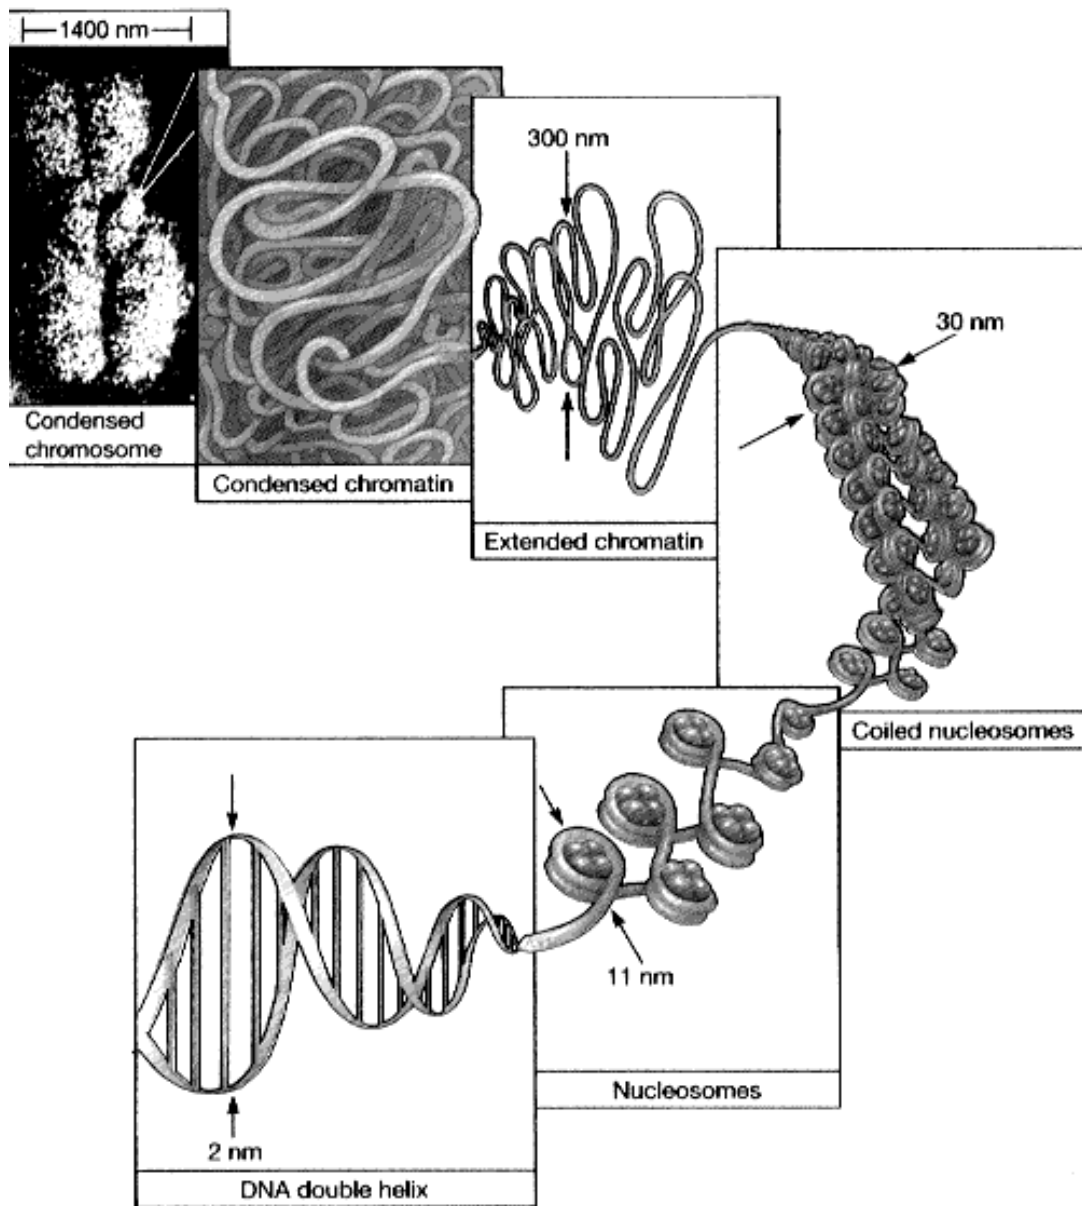 1400 nm
Condensed
chromosome
Condensed chromatin
300 nm
Extended chromatin
30 nm
Coiled nucleosomes
11 nm
Nucleosomes
2 nm
DNA double helix